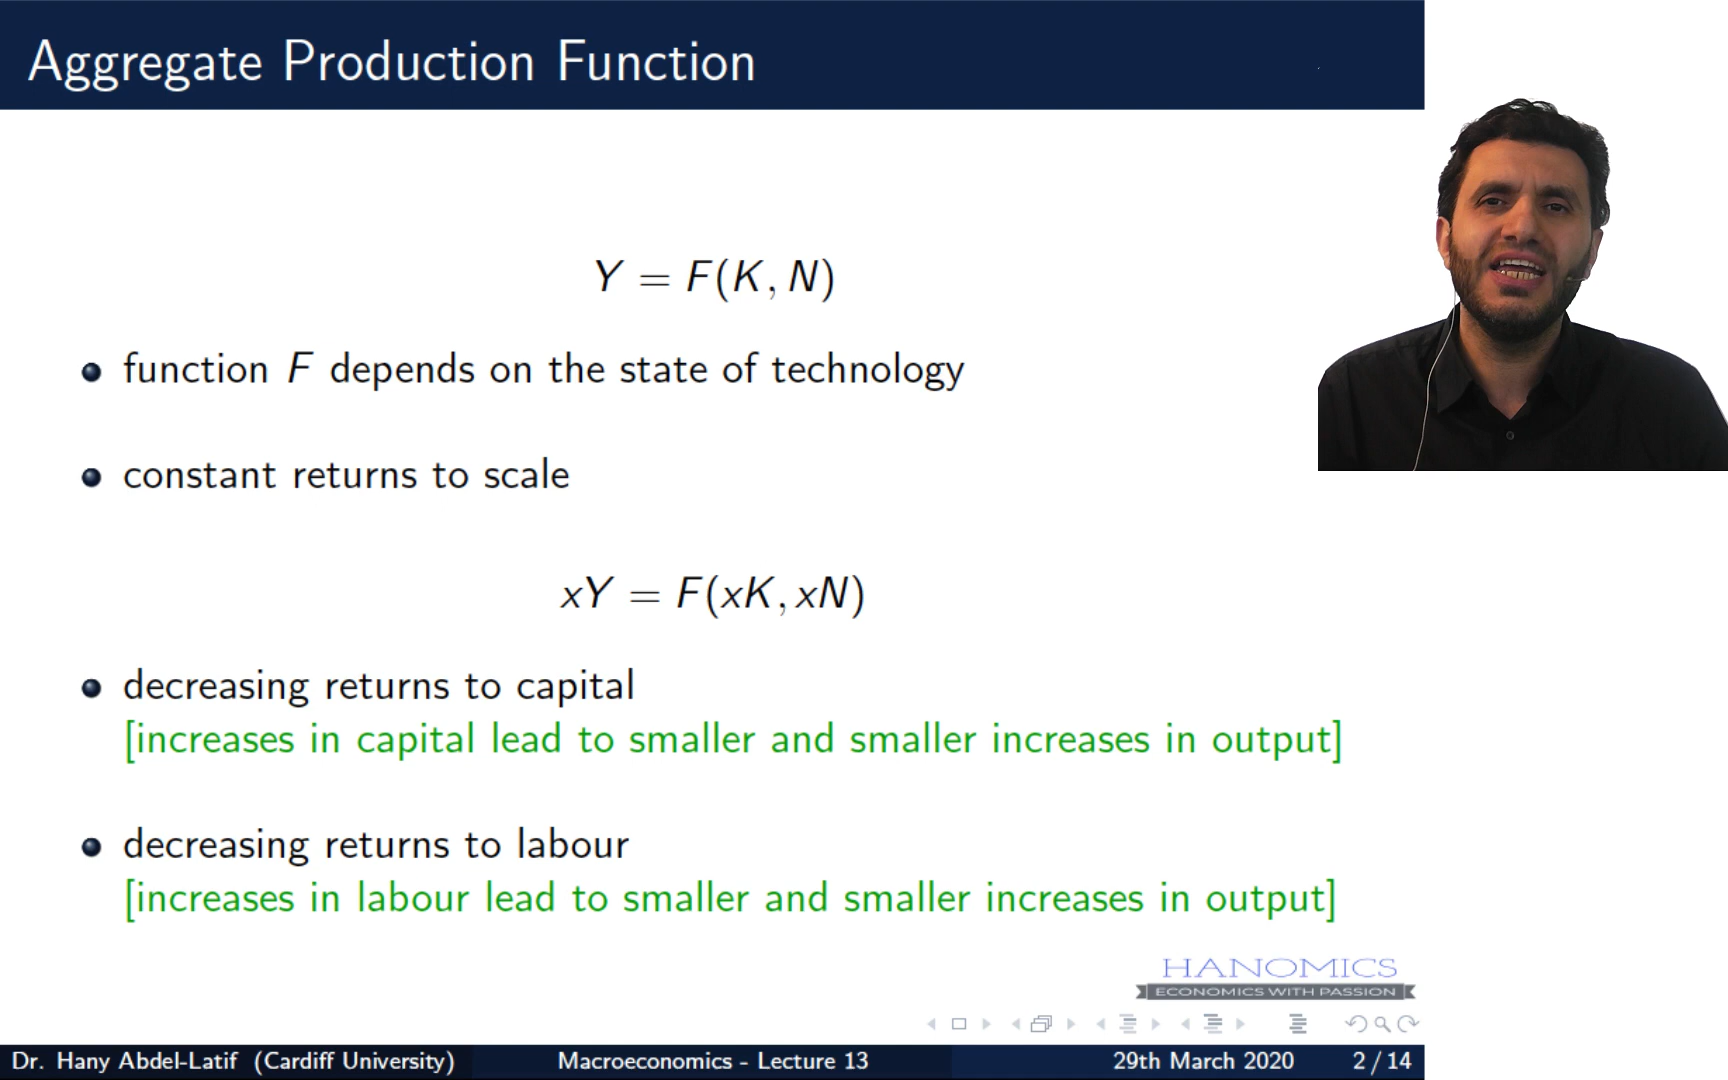 Aggregate Production Function
Y = F(K, N)
function F depends on the state of technology
constant returns to scale
xY = F(xK, xN)
decreasing returns to capital
[increases in capital lead to smaller and smaller increases in output]
decreasing returns to labour
[increases in labour lead to smaller and smaller increases in output]
HANOMICS
ECONOMICS WITH PASSION
Dr. Hany Abdel-Latif (Cardiff University) Macroeconomics - Lecture 13 29th March 2020 2 / 14